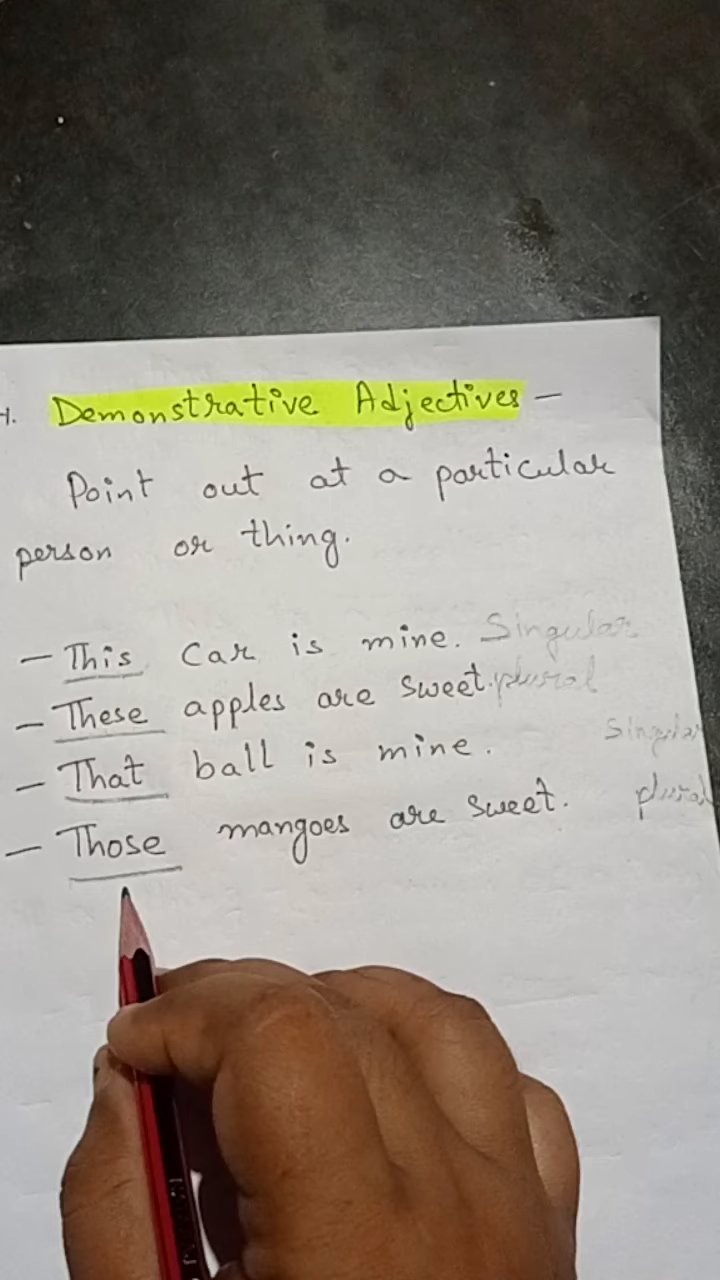 4. Demonstrative Adjectives –
Point out at a particular
person or thing.
– This Car is mine. Singular
– These apples are sweet. plural
– That ball is mine. Singular
– Those mangoes are sweet. plural